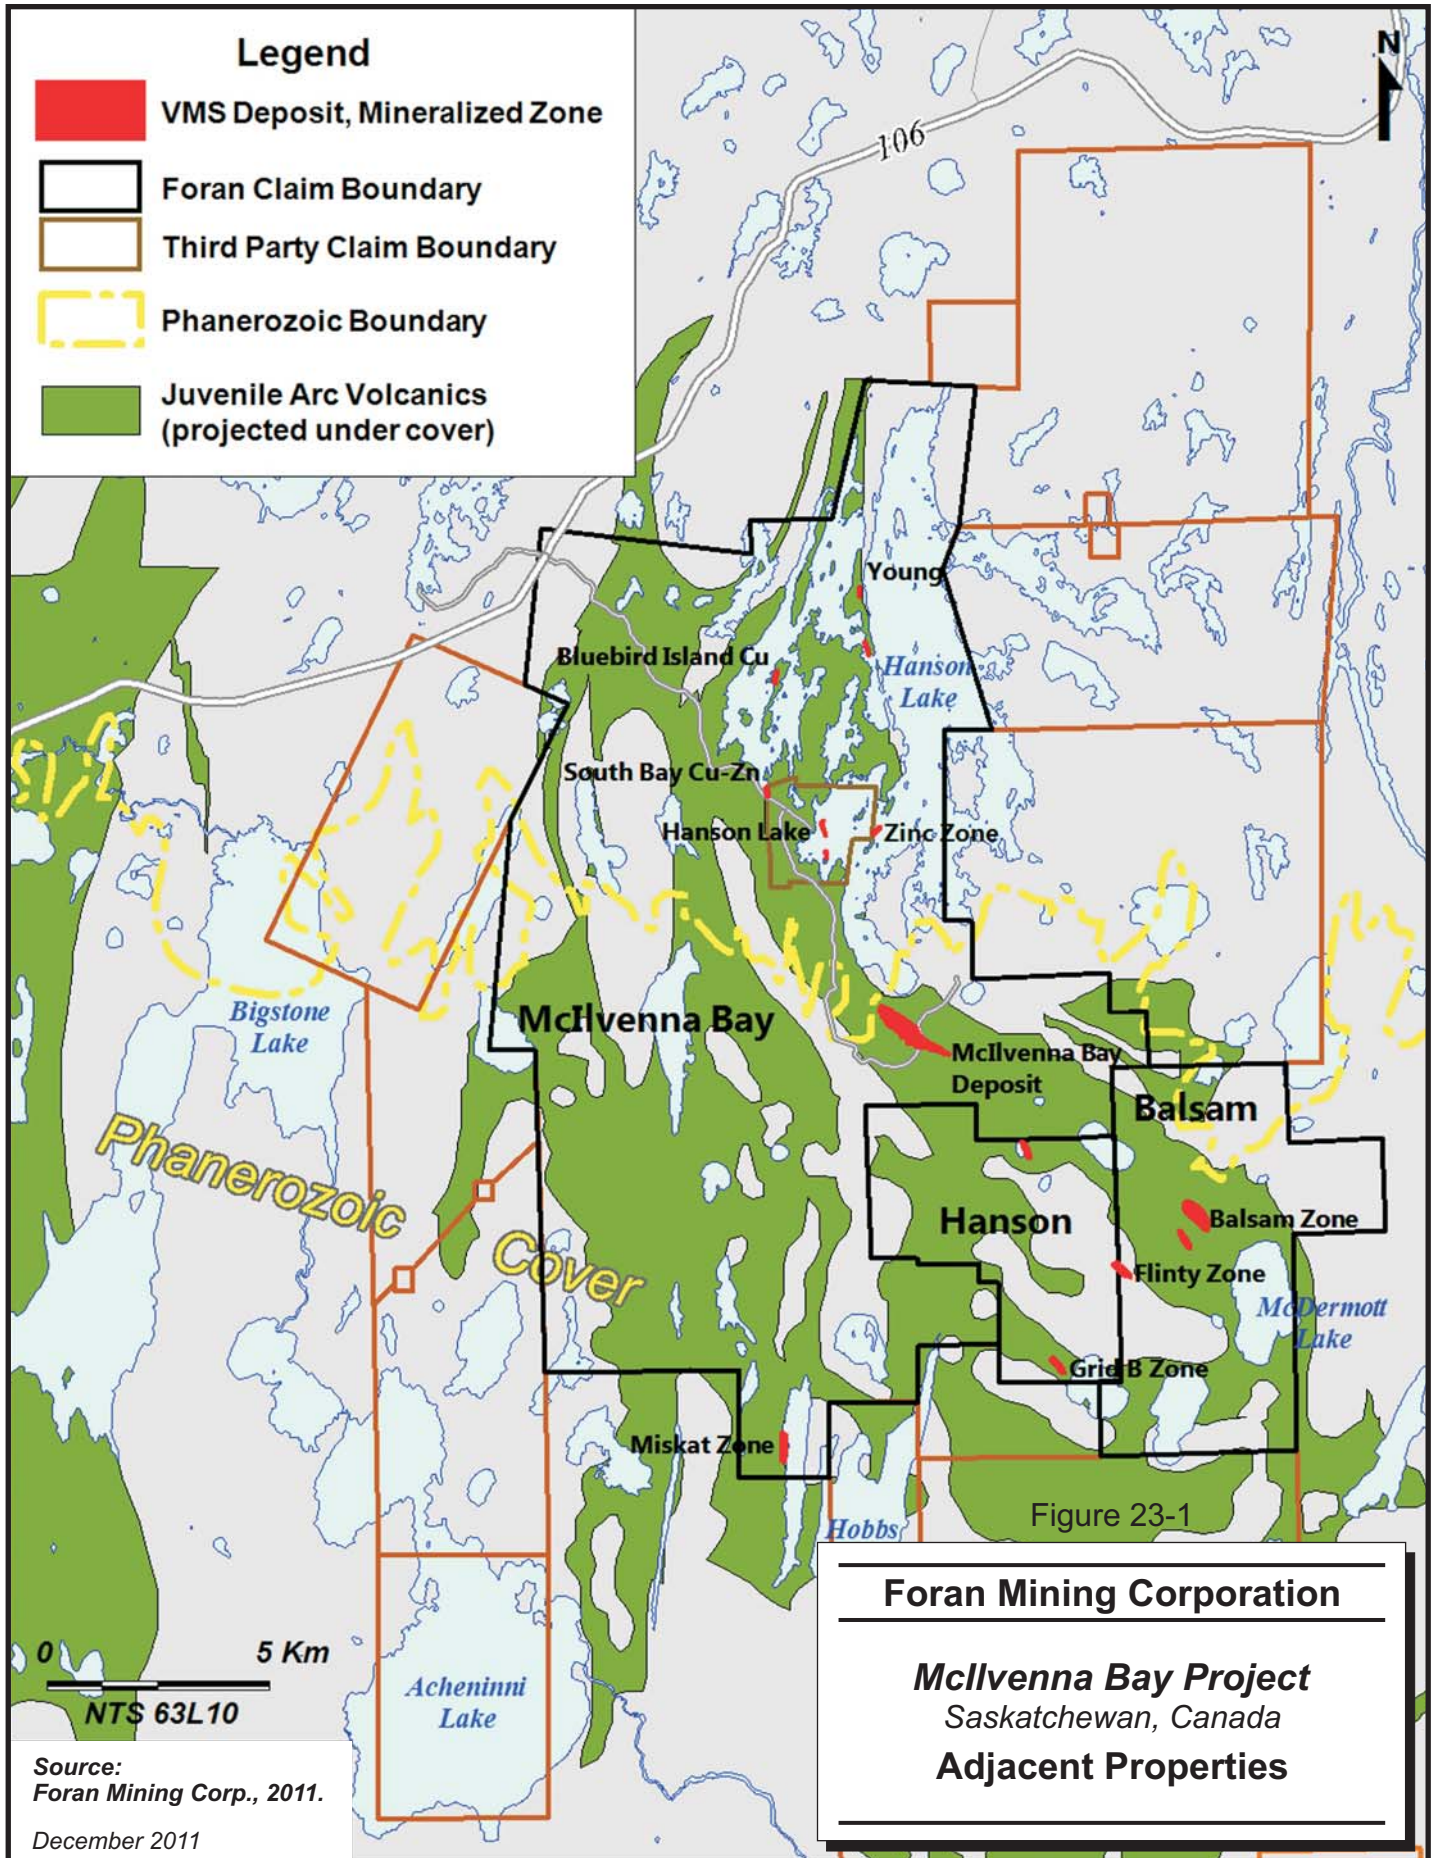 Legend
VMS Deposit, Mineralized Zone
Foran Claim Boundary
Third Party Claim Boundary
Phanerozoic Boundary
Juvenile Arc Volcanics
(projected under cover)
N
106
Young
Bluebird Island Cu
Hanson
Lake
South Bay Cu-Zn
Hanson Lake
Zinc Zone
Bigstone
Lake
McIlvenna Bay
McIlvenna Bay
Deposit
Balsam
Phanerozoic
Cover
Hanson
Balsam Zone
Flinty Zone
McDermott
Lake
Grid B Zone
Miskat Zone
Hobbs
Figure 23-1
Foran Mining Corporation
McIlvenna Bay Project
Saskatchewan, Canada
Adjacent Properties
0 5 Km
NTS 63L10
Acheninni
Lake
Source:
Foran Mining Corp., 2011.
December 2011